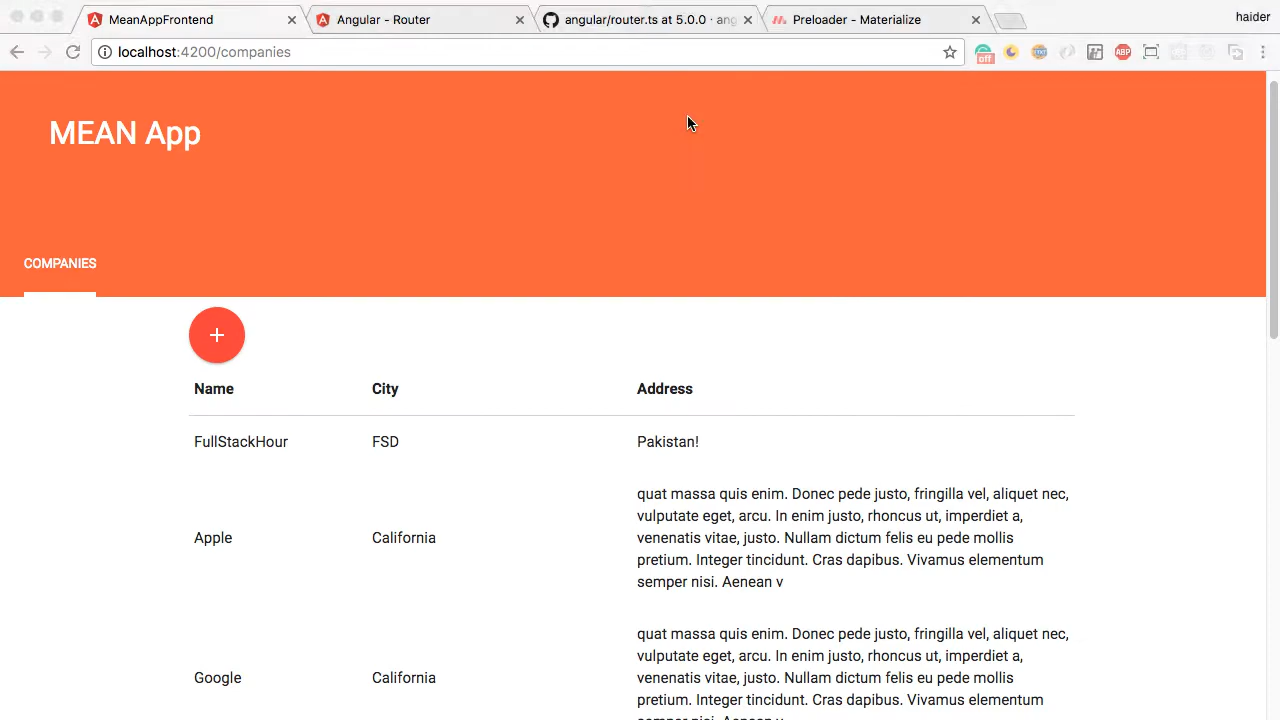 MeanAppFrontend
Angular - Router
angular/router.ts at 5.0.0 · ang
Preloader - Materialize
haider
localhost:4200/companies
off
ABP
MEAN App
COMPANIES
+
Name City Address
FullStackHour FSD Pakistan!
quat massa quis enim. Donec pede justo, fringilla vel, aliquet nec,
vulputate eget, arcu. In enim justo, rhoncus ut, imperdiet a,
Apple California venenatis vitae, justo. Nullam dictum felis eu pede mollis
pretium. Integer tincidunt. Cras dapibus. Vivamus elementum
semper nisi. Aenean v
quat massa quis enim. Donec pede justo, fringilla vel, aliquet nec,
vulputate eget, arcu. In enim justo, rhoncus ut, imperdiet a,
Google California venenatis vitae, justo. Nullam dictum felis eu pede mollis
pretium. Integer tincidunt. Cras dapibus. Vivamus elementum
semper nisi. Aenean v